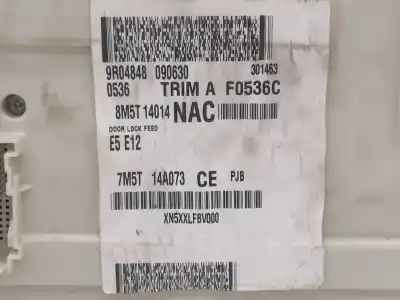 9R04848 090630 301463
0536 TRIM A F0536C
8M5T 14014 NAC
DOOR LOCK FEED
E5 E12
7M5T 14A073 CE PJB
XN5XXLFBV000